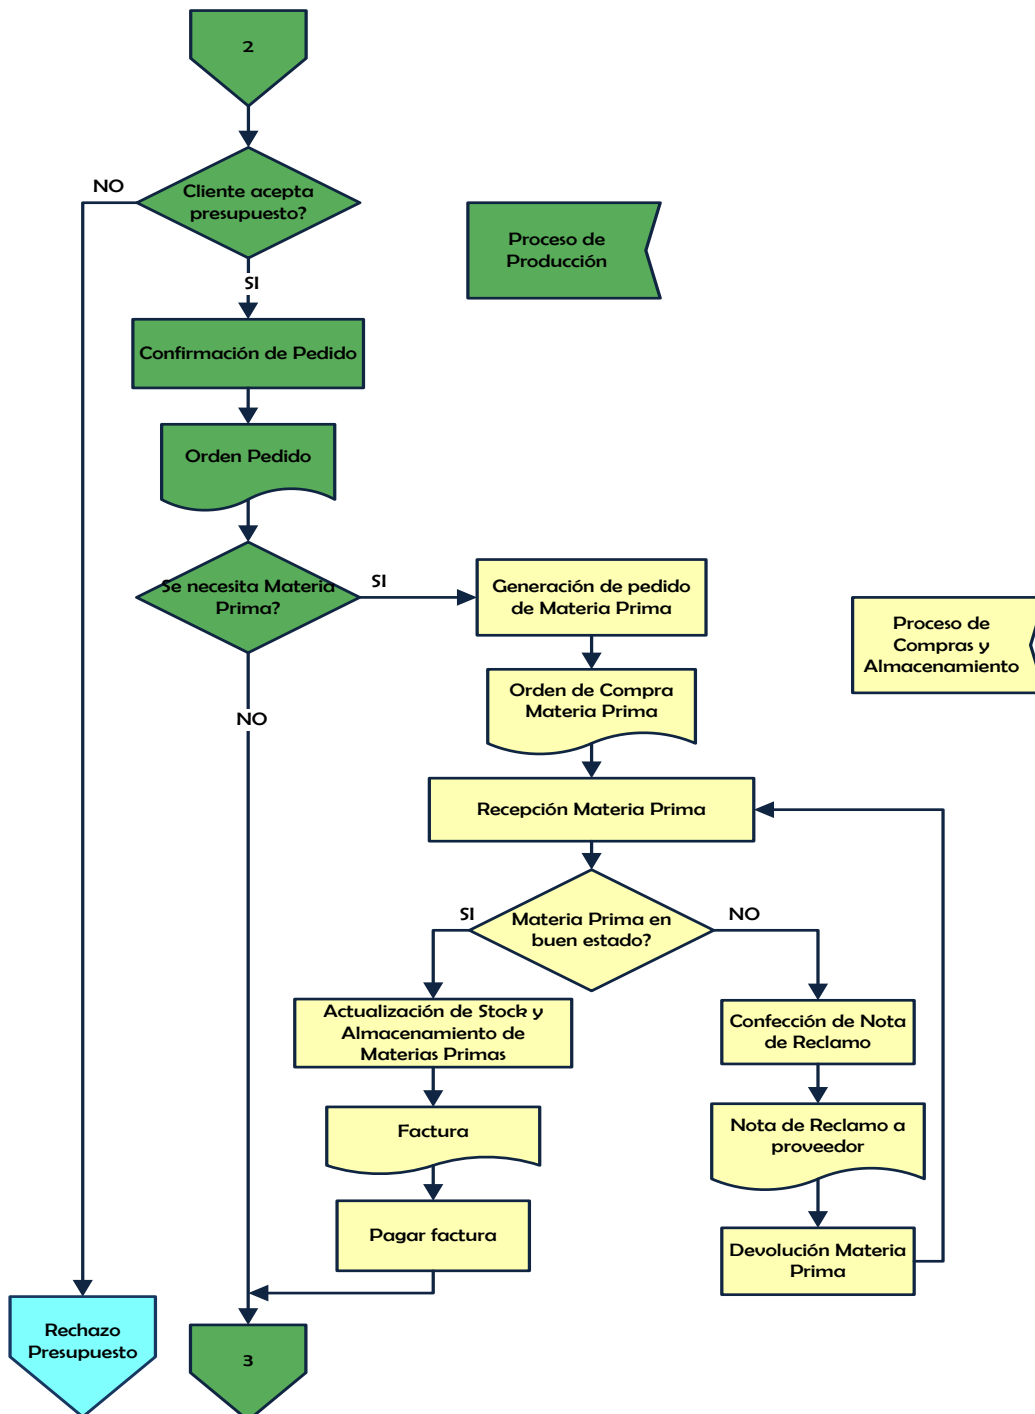 2
NO
Cliente acepta
presupuesto?
Proceso de
Producción
SI
Confirmación de Pedido
Orden Pedido
Se necesita Materia
Prima?
SI
Generación de pedido
de Materia Prima
Proceso de
Compras y
Almacenamiento
Orden de Compra
Materia Prima
NO
Recepción Materia Prima
SI
Materia Prima en
buen estado?
NO
Actualización de Stock y
Almacenamiento de
Materias Primas
Confección de Nota
de Reclamo
Factura
Nota de Reclamo a
proveedor
Pagar factura
Devolución Materia
Prima
Rechazo
Presupuesto
3